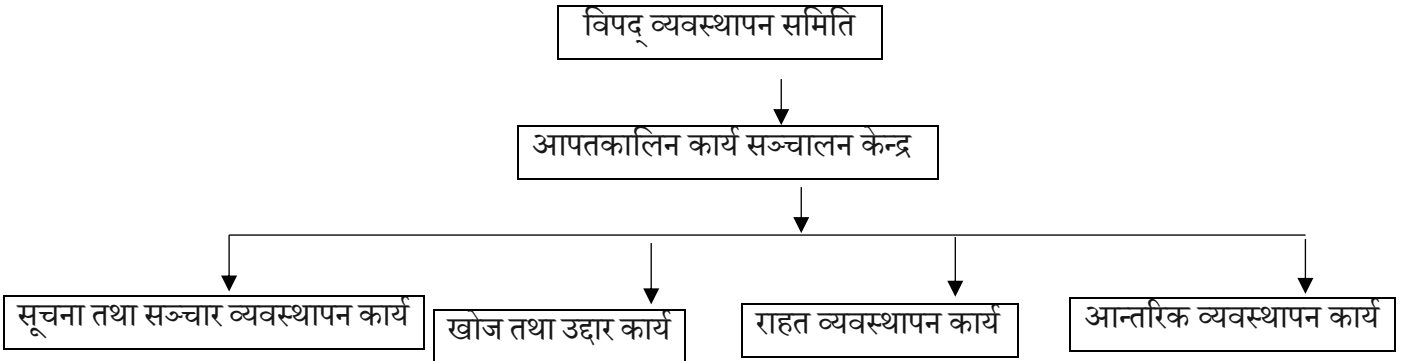 विपद् व्यवस्थापन समिति
आपतकालिन कार्य सञ्चालन केन्द्र
सूचना तथा सञ्चार व्यवस्थापन कार्य
खोज तथा उद्दार कार्य
राहत व्यवस्थापन कार्य
आन्तरिक व्यवस्थापन कार्य